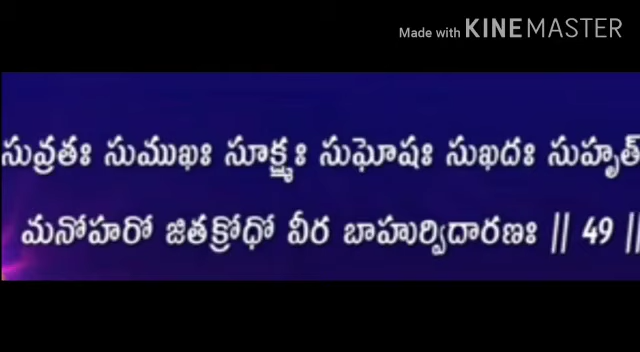 Made with KINEMASTER
సువ్రతః సుముఖః సూక్ష్మః సుఘోషః సుఖదః సుహృత్
మనోహరో జితక్రోధో వీర బాహుర్విదారణః || 49 ||